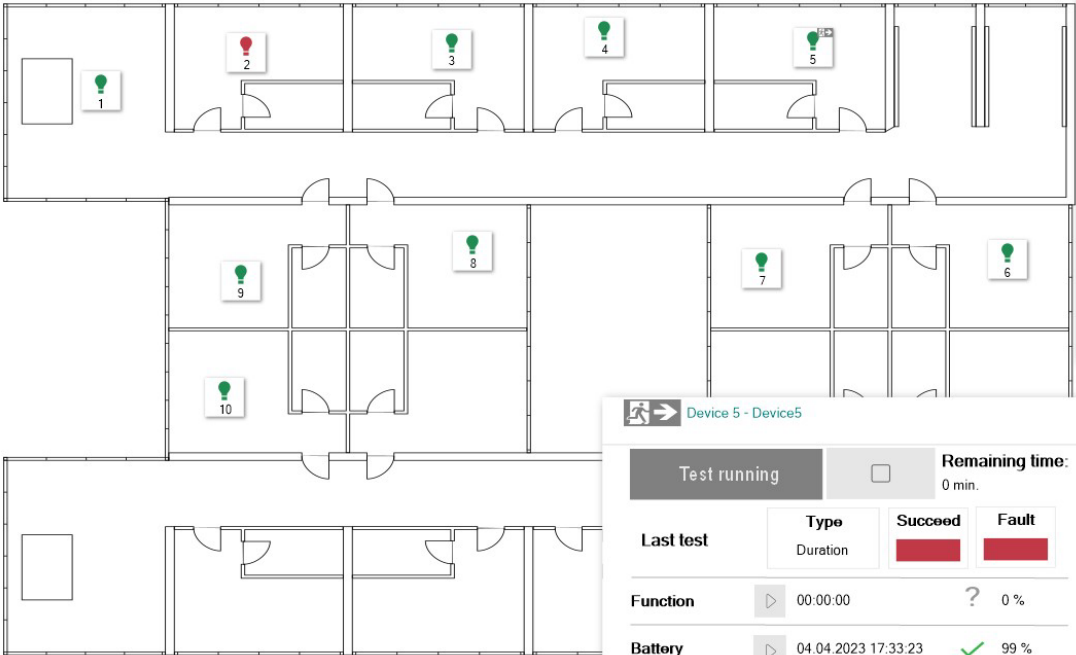 4
2
3
5
1
8
6
9
7
10
Device 5 - Device5
Test running
Remaining time:
0 min.
Last test
Type
Duration
Succeed
Fault
Function
00:00:00
?
0 %
Battery
04.04.2023 17:33:23
99 %